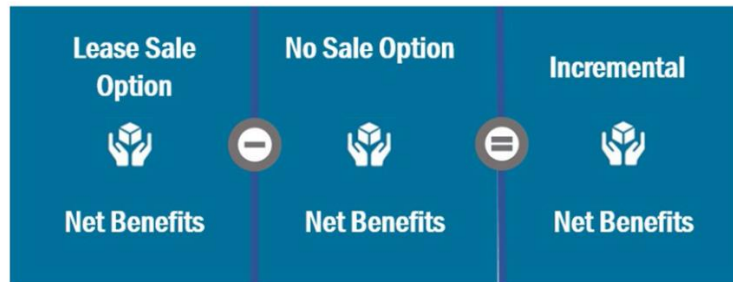 Lease Sale
Option
Net Benefits
−
No Sale Option
Net Benefits
=
Incremental
Net Benefits